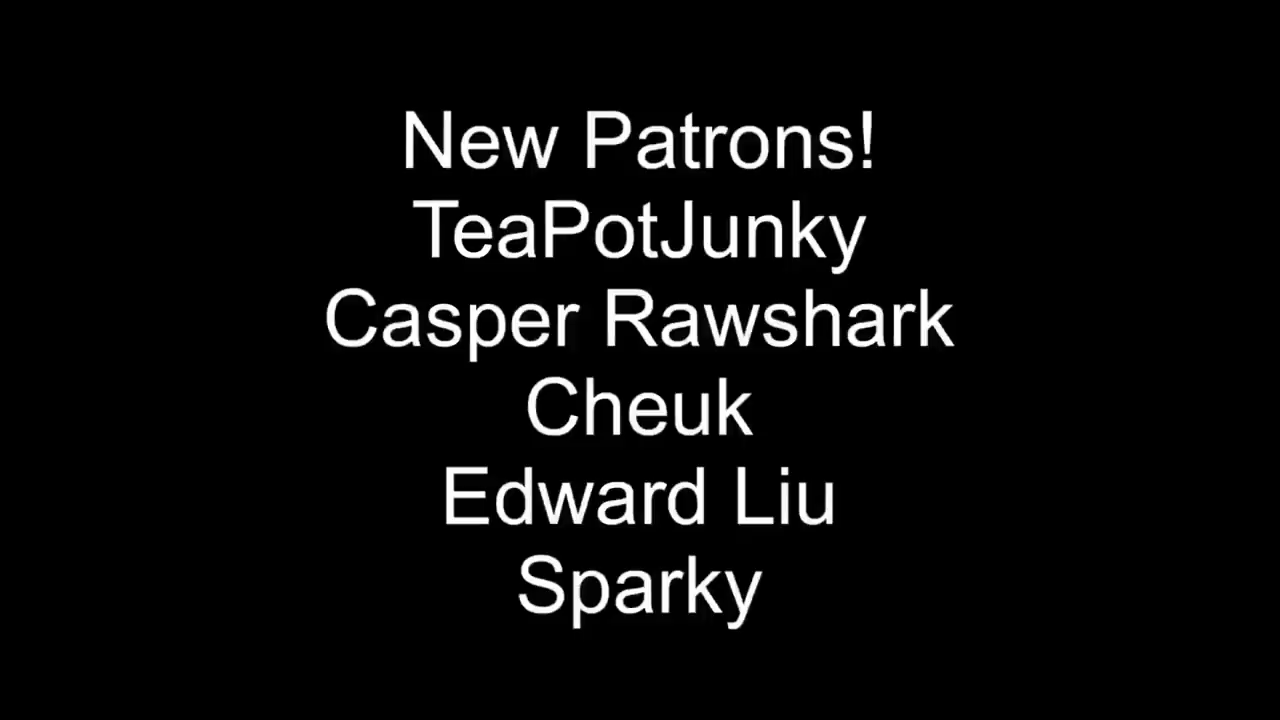 New Patrons!
TeaPotJunky
Casper Rawshark
Cheuk
Edward Liu
Sparky